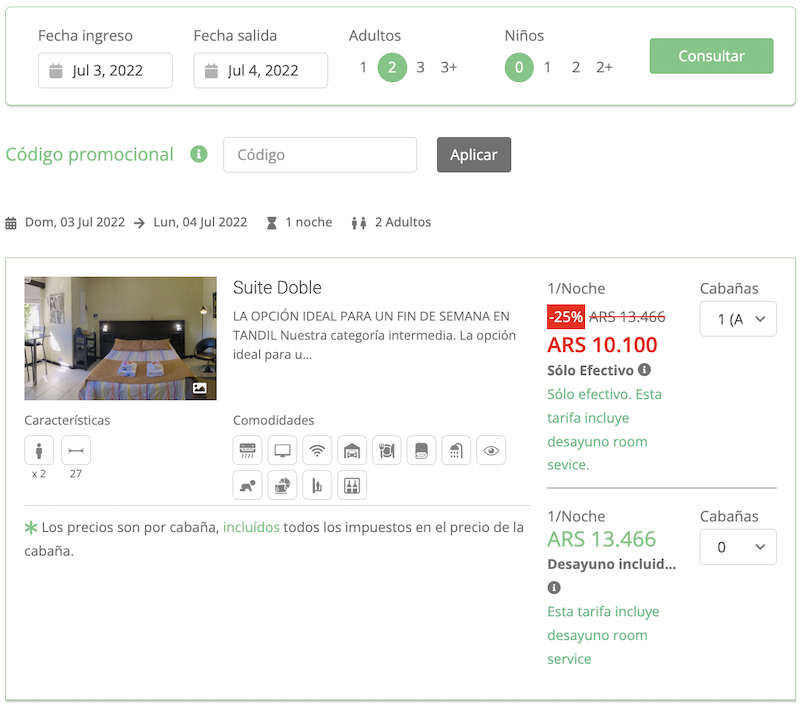 Fecha ingreso
Fecha salida
Adultos
Niños
Jul 3, 2022
Jul 4, 2022
1 2 3 3+
0 1 2 2+
Consultar
Código promocional
Código
Aplicar
Dom, 03 Jul 2022 → Lun, 04 Jul 2022 1 noche 2 Adultos
Suite Doble
LA OPCIÓN IDEAL PARA UN FIN DE SEMANA EN
TANDIL Nuestra categoría intermedia. La opción
ideal para u...
Características
x 2
27
Comodidades
Los precios son por cabaña, incluídos todos los impuestos en el precio de la
cabaña.
1/Noche
Cabañas
-25% ARS 13.466
1 (A
ARS 10.100
Sólo Efectivo
Sólo efectivo. Esta
tarifa incluye
desayuno room
sevice.
1/Noche
Cabañas
ARS 13.466
0
Desayuno incluid...
Esta tarifa incluye
desayuno room
service